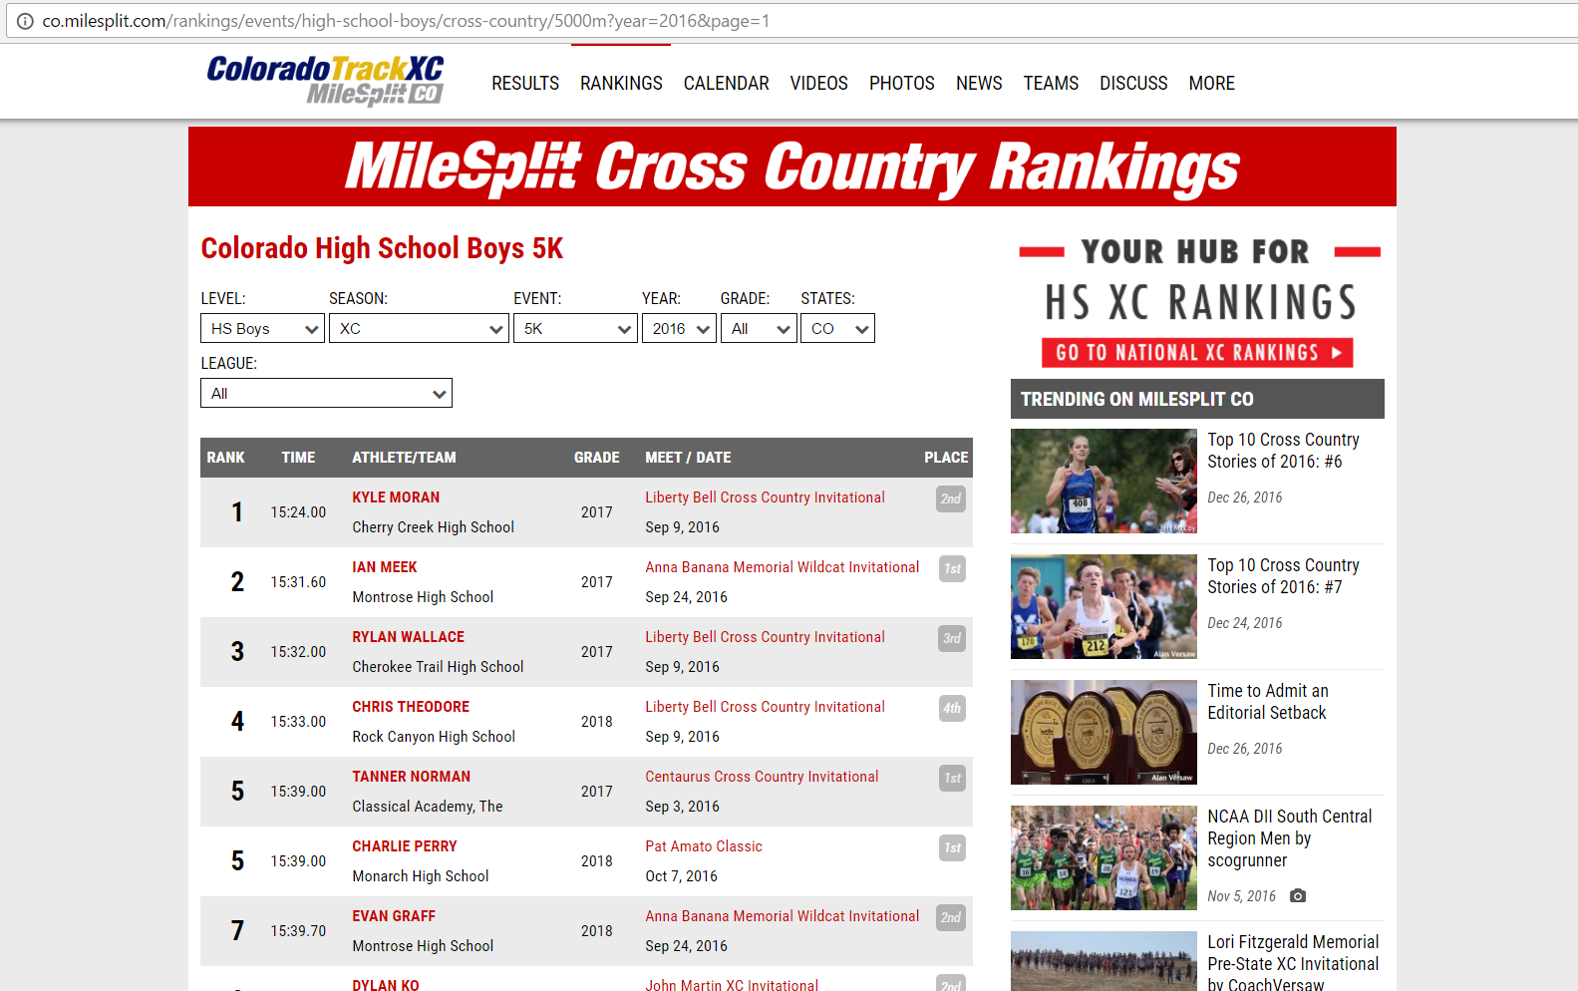 co.milesplit.com/rankings/events/high-school-boys/cross-country/5000m?year=2016&page=1
ColoradoTrackXC
MileSplit CO
RESULTS RANKINGS CALENDAR VIDEOS PHOTOS NEWS TEAMS DISCUSS MORE
MileSplit Cross Country Rankings
Colorado High School Boys 5K
LEVEL: SEASON: EVENT: YEAR: GRADE: STATES:
HS Boys XC 5K 2016 All CO
LEAGUE:
All
RANK TIME ATHLETE/TEAM GRADE MEET / DATE PLACE
1 15:24.00 KYLE MORAN 2017 Liberty Bell Cross Country Invitational 2nd
Cherry Creek High School Sep 9, 2016
2 15:31.60 IAN MEEK 2017 Anna Banana Memorial Wildcat Invitational 1st
Montrose High School Sep 24, 2016
3 15:32.00 RYLAN WALLACE 2017 Liberty Bell Cross Country Invitational 3rd
Cherokee Trail High School Sep 9, 2016
4 15:33.00 CHRIS THEODORE 2018 Liberty Bell Cross Country Invitational 4th
Rock Canyon High School Sep 9, 2016
5 15:39.00 TANNER NORMAN 2017 Centaurus Cross Country Invitational 1st
Classical Academy, The Sep 3, 2016
5 15:39.00 CHARLIE PERRY 2018 Pat Amato Classic 1st
Monarch High School Oct 7, 2016
7 15:39.70 EVAN GRAFF 2018 Anna Banana Memorial Wildcat Invitational 2nd
Montrose High School Sep 24, 2016
DYLAN KO John Martin XC Invitational 2nd
YOUR HUB FOR
HS XC RANKINGS
GO TO NATIONAL XC RANKINGS
TRENDING ON MILESPLIT CO
408
Top 10 Cross Country
Stories of 2016: #6
Dec 26, 2016
170
212
Alan Versaw
Top 10 Cross Country
Stories of 2016: #7
Dec 24, 2016
Alan Versaw
Time to Admit an
Editorial Setback
Dec 26, 2016
121
NCAA DII South Central
Region Men by
scogrunner
Nov 5, 2016
Lori Fitzgerald Memorial
Pre-State XC Invitational
by CoachVersaw